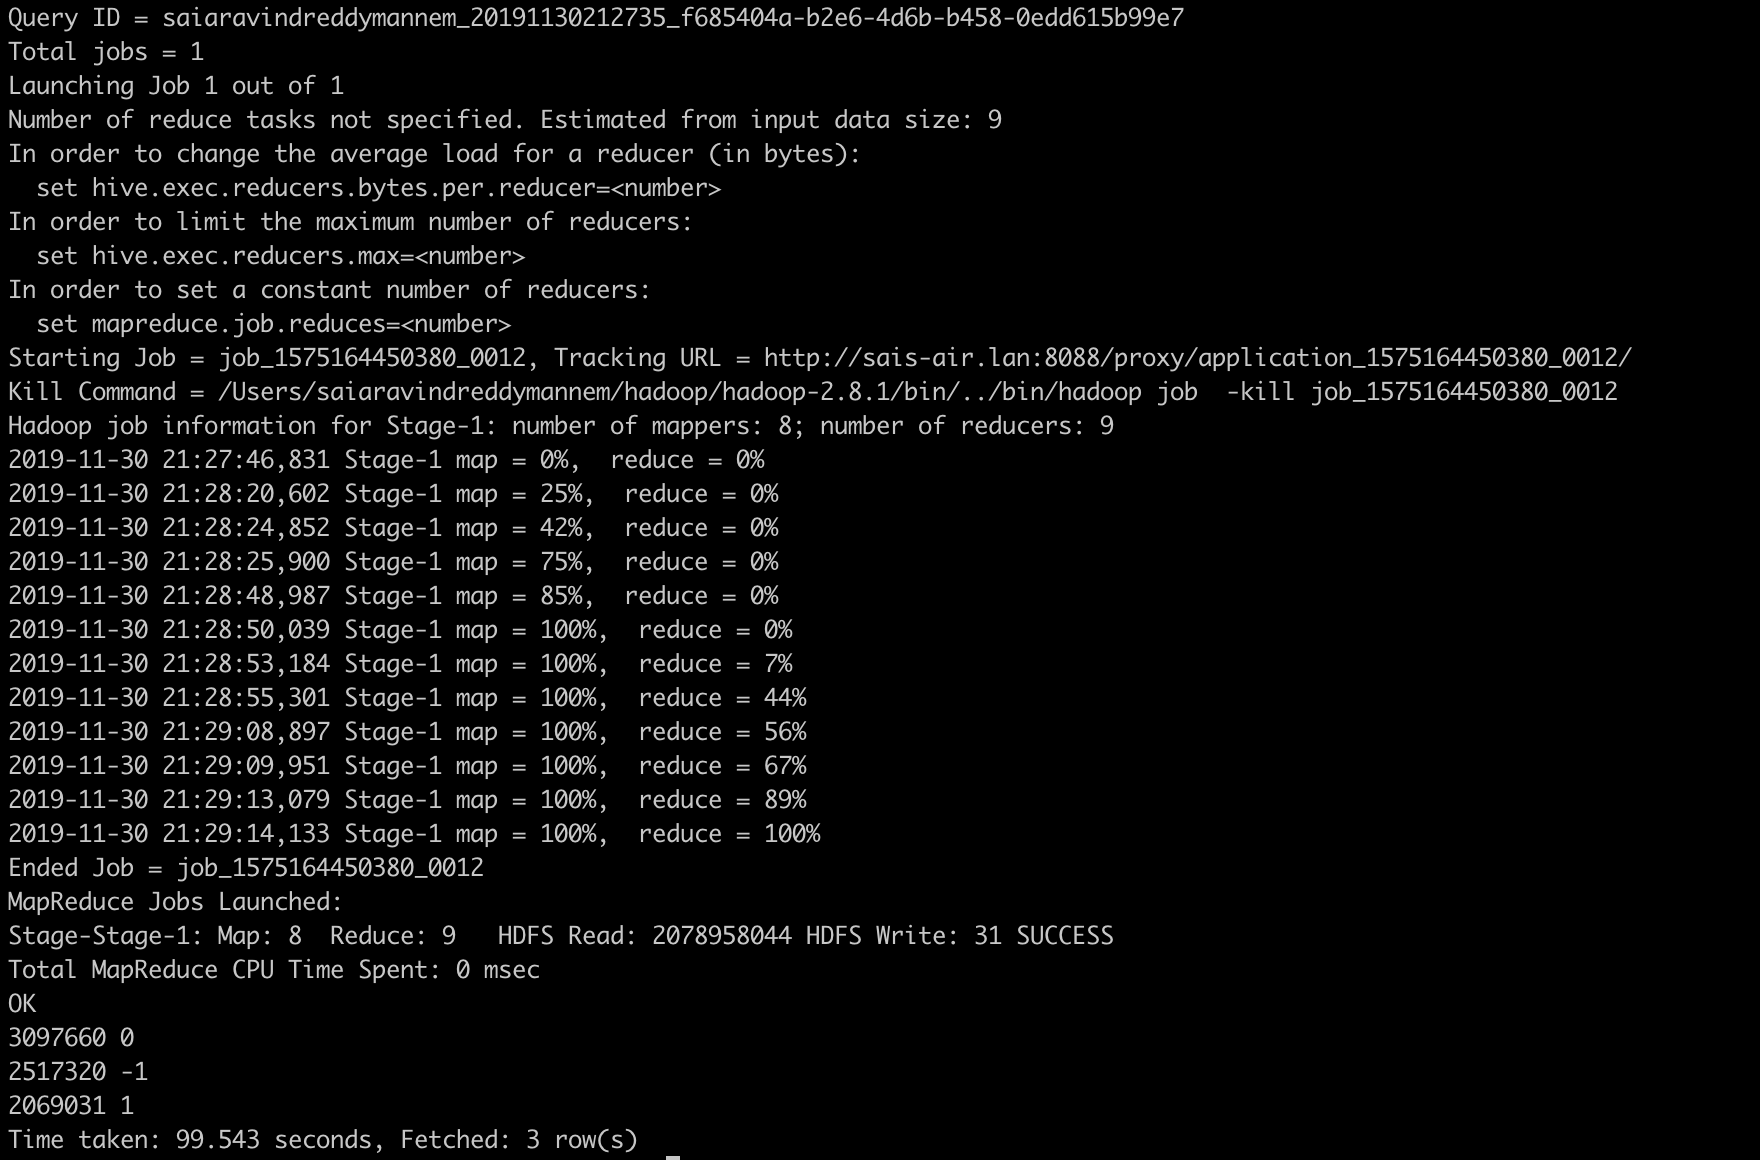 Query ID = saiaravindreddymannem_20191130212735_f685404a-b2e6-4d6b-b458-0edd615b99e7
Total jobs = 1
Launching Job 1 out of 1
Number of reduce tasks not specified. Estimated from input data size: 9
In order to change the average load for a reducer (in bytes):
  set hive.exec.reducers.bytes.per.reducer=<number>
In order to limit the maximum number of reducers:
  set hive.exec.reducers.max=<number>
In order to set a constant number of reducers:
  set mapreduce.job.reduces=<number>
Starting Job = job_1575164450380_0012, Tracking URL = http://sais-air.lan:8088/proxy/application_1575164450380_0012/
Kill Command = /Users/saiaravindreddymannem/hadoop/hadoop-2.8.1/bin/../bin/hadoop job  -kill job_1575164450380_0012
Hadoop job information for Stage-1: number of mappers: 8; number of reducers: 9
2019-11-30 21:27:46,831 Stage-1 map = 0%,  reduce = 0%
2019-11-30 21:28:20,602 Stage-1 map = 25%,  reduce = 0%
2019-11-30 21:28:24,852 Stage-1 map = 42%,  reduce = 0%
2019-11-30 21:28:25,900 Stage-1 map = 75%,  reduce = 0%
2019-11-30 21:28:48,987 Stage-1 map = 85%,  reduce = 0%
2019-11-30 21:28:50,039 Stage-1 map = 100%,  reduce = 0%
2019-11-30 21:28:53,184 Stage-1 map = 100%,  reduce = 7%
2019-11-30 21:28:55,301 Stage-1 map = 100%,  reduce = 44%
2019-11-30 21:29:08,897 Stage-1 map = 100%,  reduce = 56%
2019-11-30 21:29:09,951 Stage-1 map = 100%,  reduce = 67%
2019-11-30 21:29:13,079 Stage-1 map = 100%,  reduce = 89%
2019-11-30 21:29:14,133 Stage-1 map = 100%,  reduce = 100%
Ended Job = job_1575164450380_0012
MapReduce Jobs Launched:
Stage-Stage-1: Map: 8  Reduce: 9   HDFS Read: 2078958044 HDFS Write: 31 SUCCESS
Total MapReduce CPU Time Spent: 0 msec
OK
3097660 0
2517320 -1
2069031 1
Time taken: 99.543 seconds, Fetched: 3 row(s)